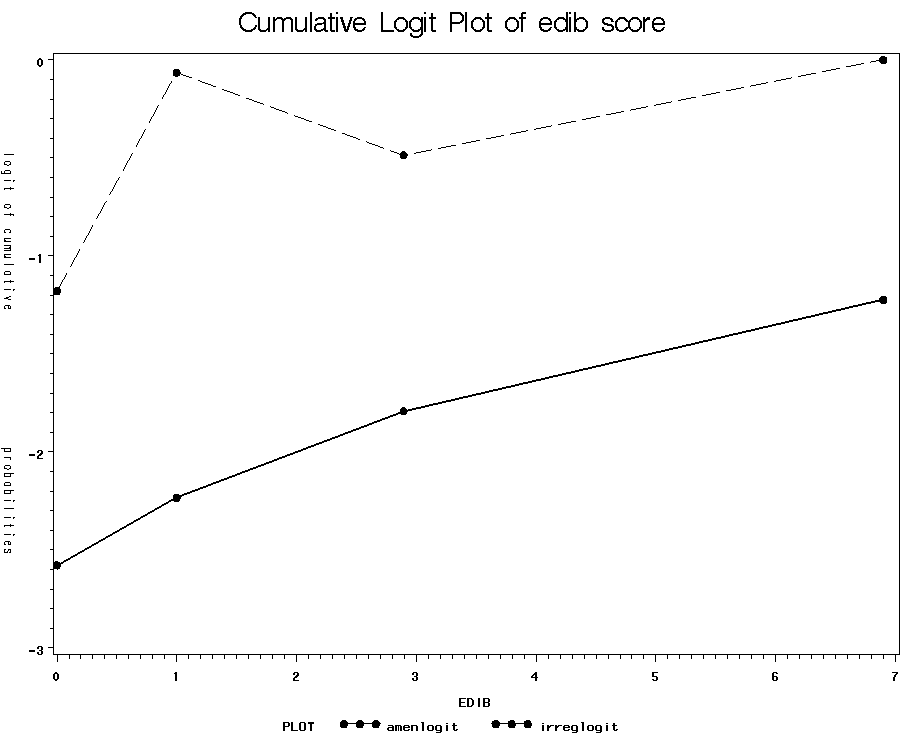 Cumulative Logit Plot of edib score
logit of cumulative
probabilities
0
-1
-2
-3
0 1 2 3 4 5 6 7
EDIB
PLOT amenlogit irreglogit